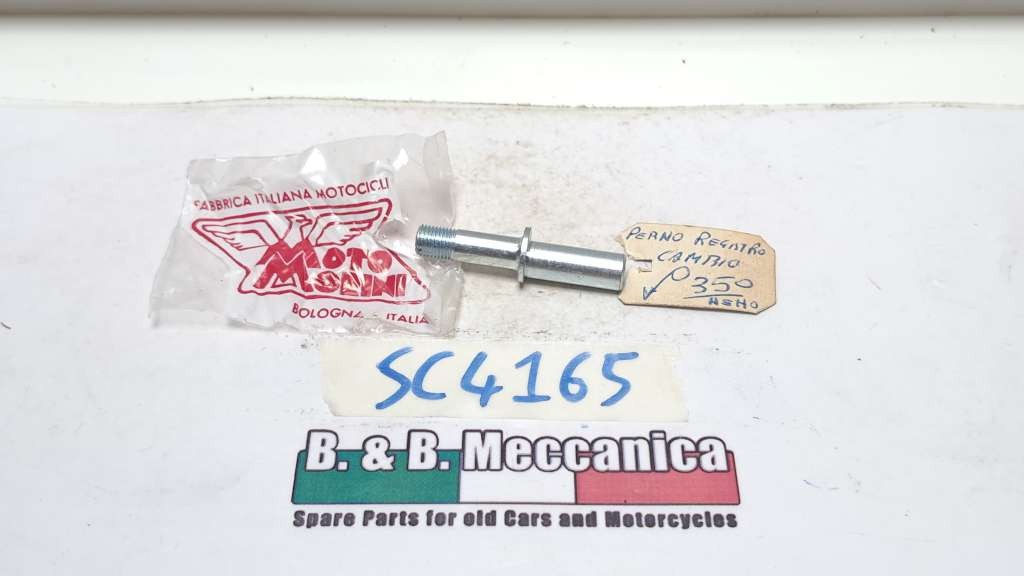 FABBRICA ITALIANA MOTOCICLI
MOTO
MORINI
BOLOGNA - ITALIA
PERNO REGISTRO
CAMBIO
350
SC4165
B. & B. Meccanica
Spare Parts for old Cars and Motorcycles